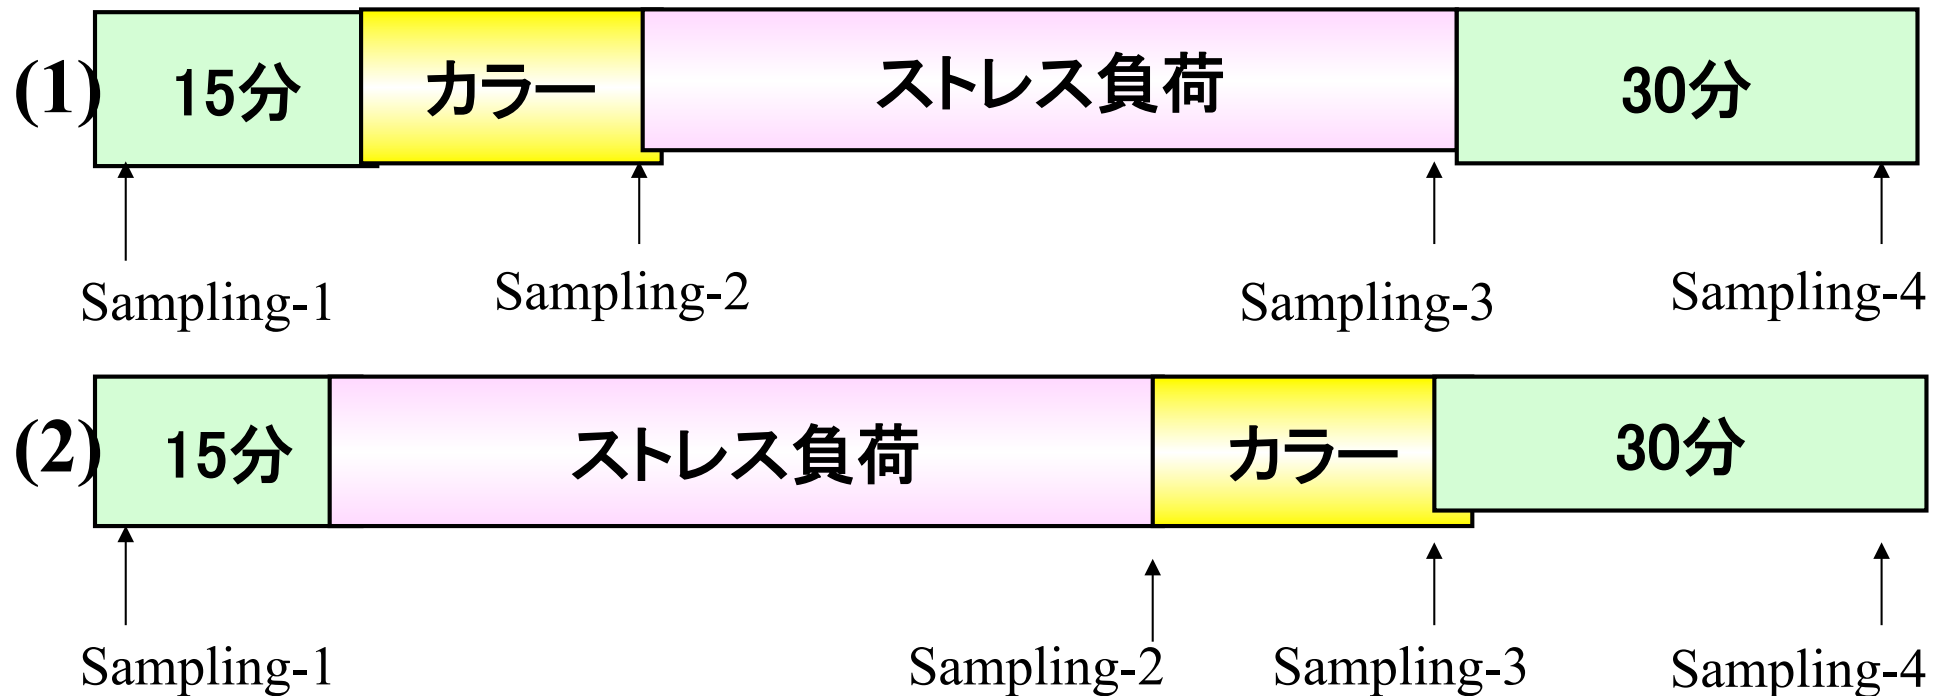 (1) 15分 カラー ストレス負荷 30分
Sampling-1 Sampling-2 Sampling-3 Sampling-4
(2) 15分 ストレス負荷 カラー 30分
Sampling-1 Sampling-2 Sampling-3 Sampling-4